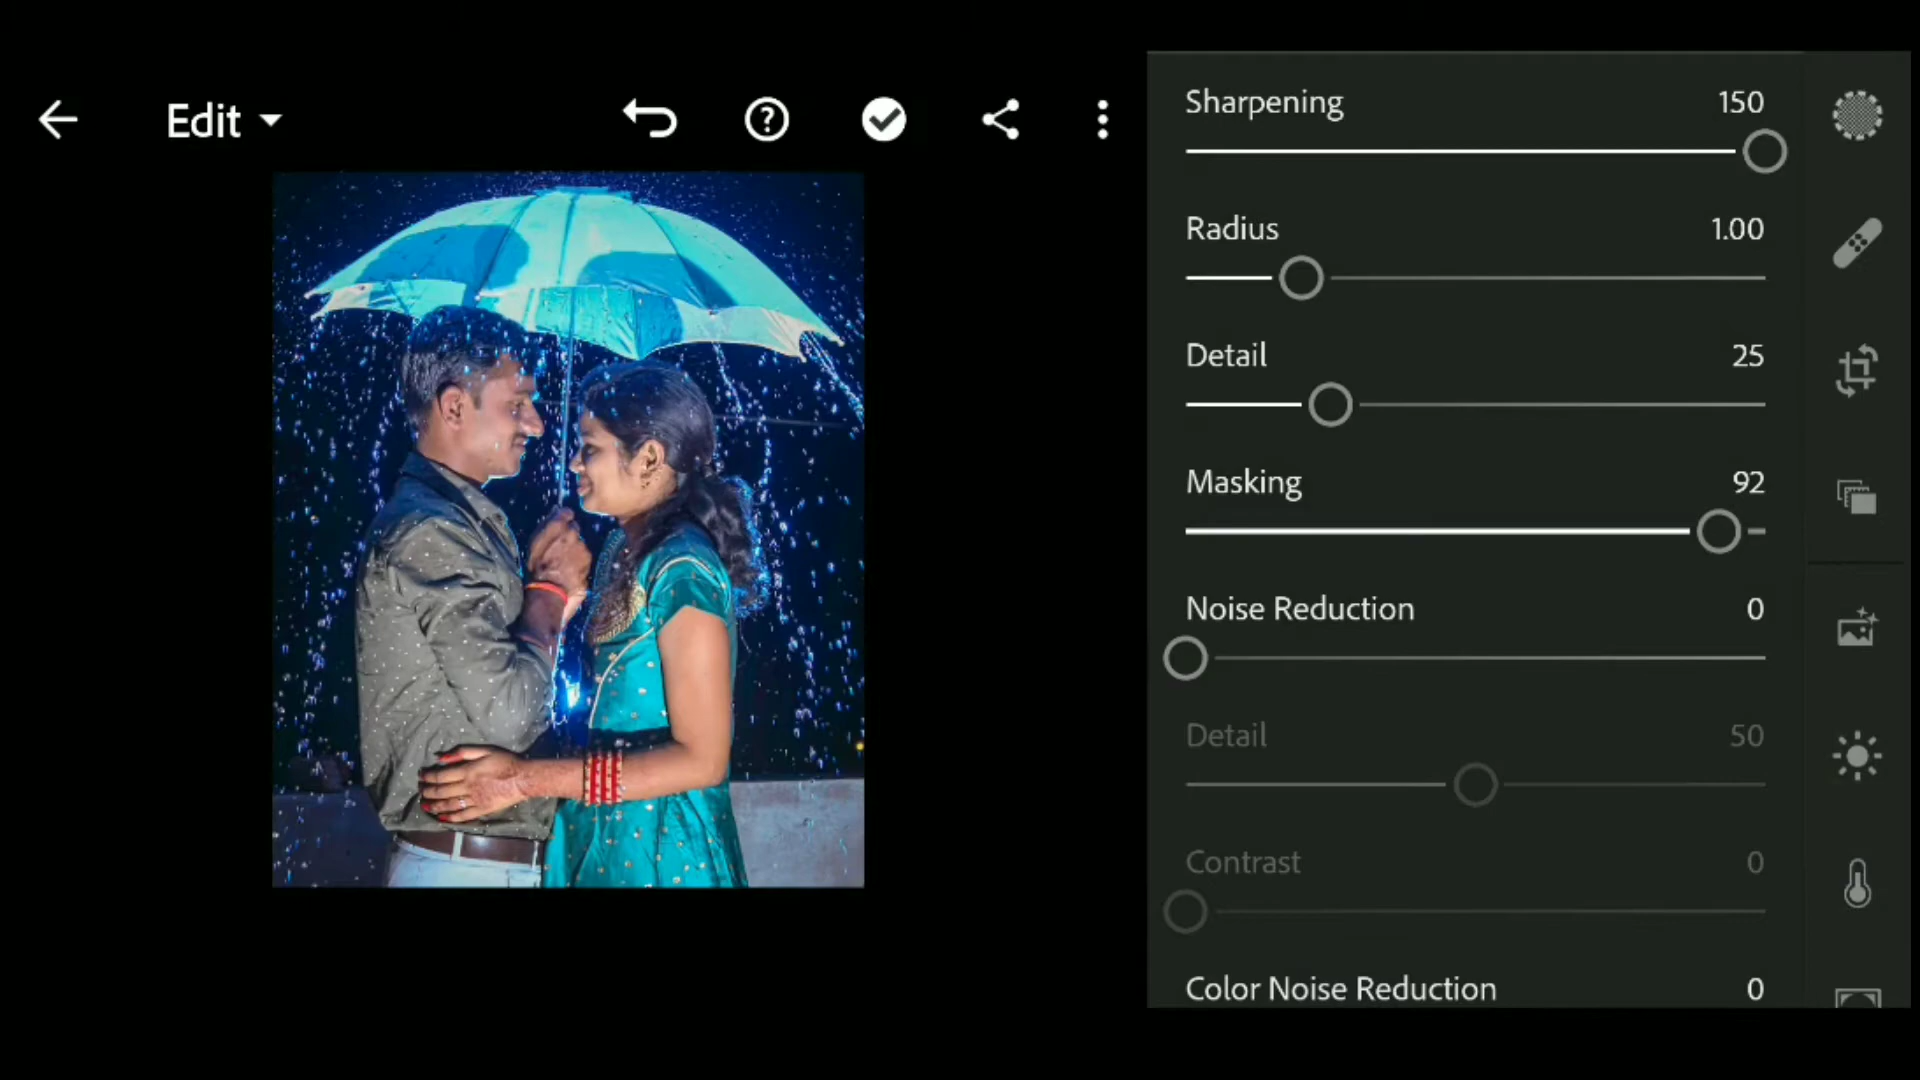 Edit
Sharpening 150
Radius 1.00
Detail 25
Masking 92
Noise Reduction 0
Detail 50
Contrast 0
Color Noise Reduction 0